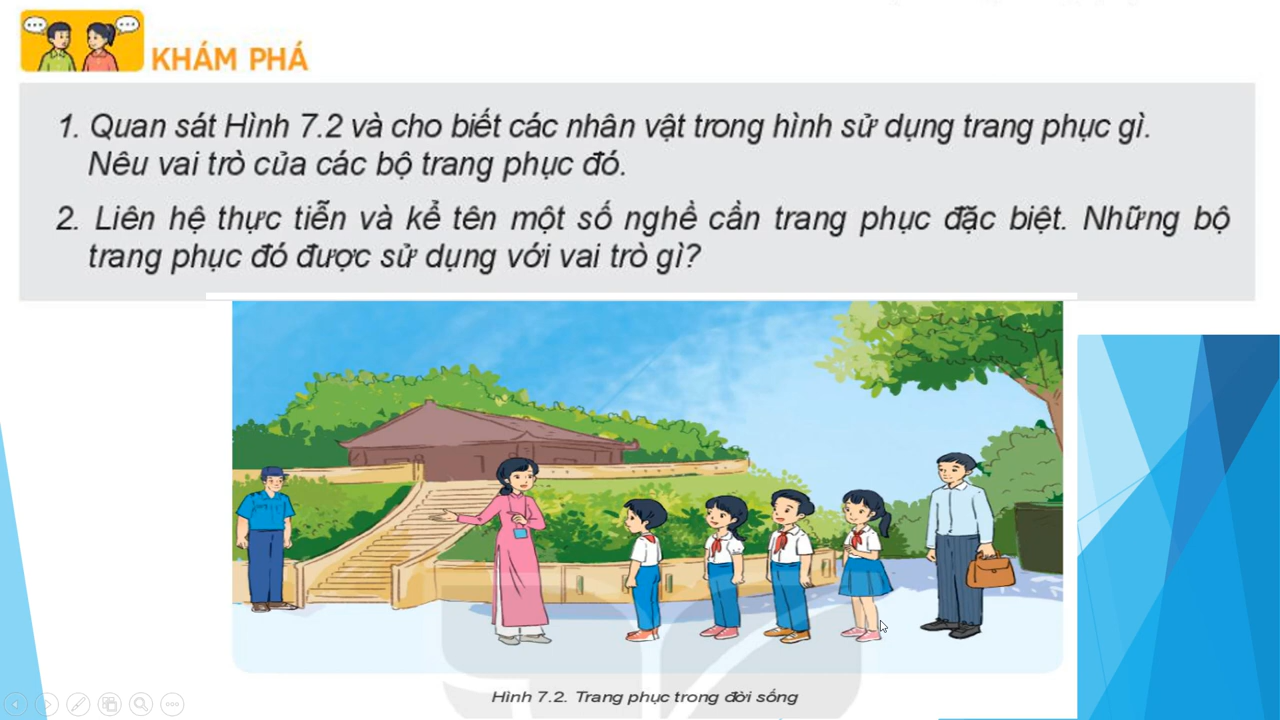 KHÁM PHÁ
1. Quan sát Hình 7.2 và cho biết các nhân vật trong hình sử dụng trang phục gì.
Nêu vai trò của các bộ trang phục đó.
2. Liên hệ thực tiễn và kể tên một số nghề cần trang phục đặc biệt. Những bộ
trang phục đó được sử dụng với vai trò gì?
Hình 7.2. Trang phục trong đời sống